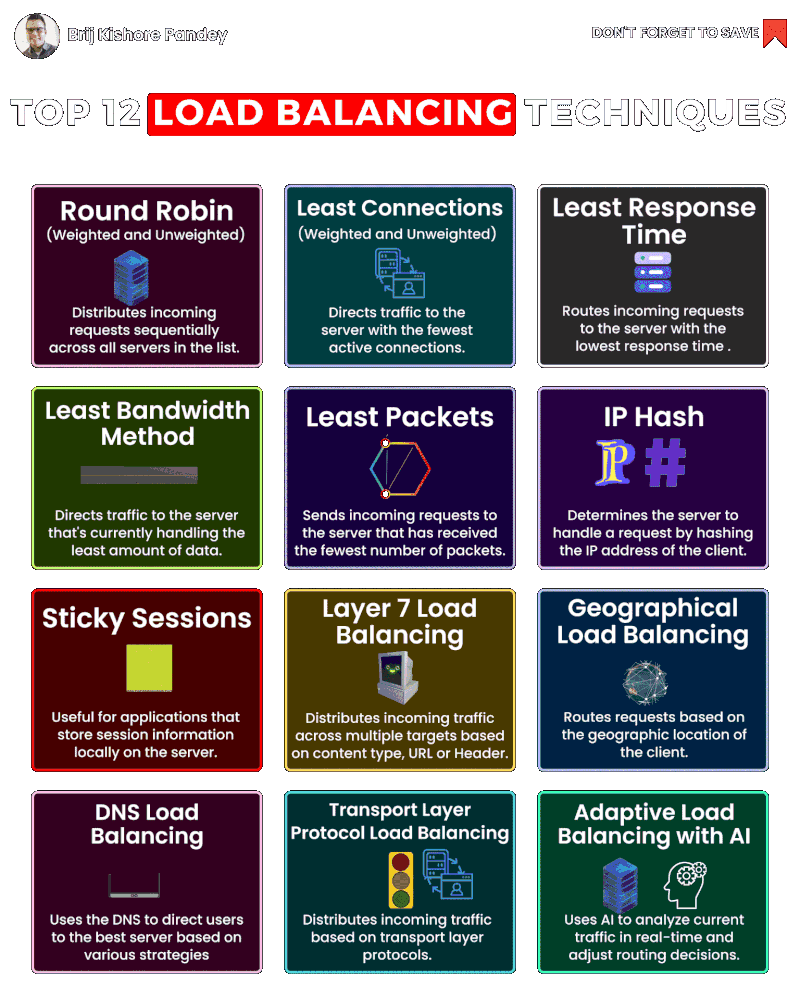 Brij Kishore Pandey
DON'T FORGET TO SAVE
TOP 12 LOAD BALANCING TECHNIQUES
Round Robin
(Weighted and Unweighted)
Distributes incoming
requests sequentially
across all servers in the list.
Least Connections
(Weighted and Unweighted)
Directs traffic to the
server with the fewest
active connections.
Least Response
Time
Routes incoming requests
to the server with the
lowest response time .
Least Bandwidth
Method
Directs traffic to the server
that's currently handling the
least amount of data.
Least Packets
Sends incoming requests to
the server that has received
the fewest number of packets.
IP Hash
IP #
Determines the server to
handle a request by hashing
the IP address of the client.
Sticky Sessions
Useful for applications that
store session information
locally on the server.
Layer 7 Load
Balancing
Distributes incoming traffic
across multiple targets based
on content type, URL or Header.
Geographical
Load Balancing
Routes requests based on
the geographic location of
the client.
DNS Load
Balancing
Uses the DNS to direct users
to the best server based on
various strategies
Transport Layer
Protocol Load Balancing
Distributes incoming traffic
based on transport layer
protocols.
Adaptive Load
Balancing with AI
Uses AI to analyze current
traffic in real-time and
adjust routing decisions.